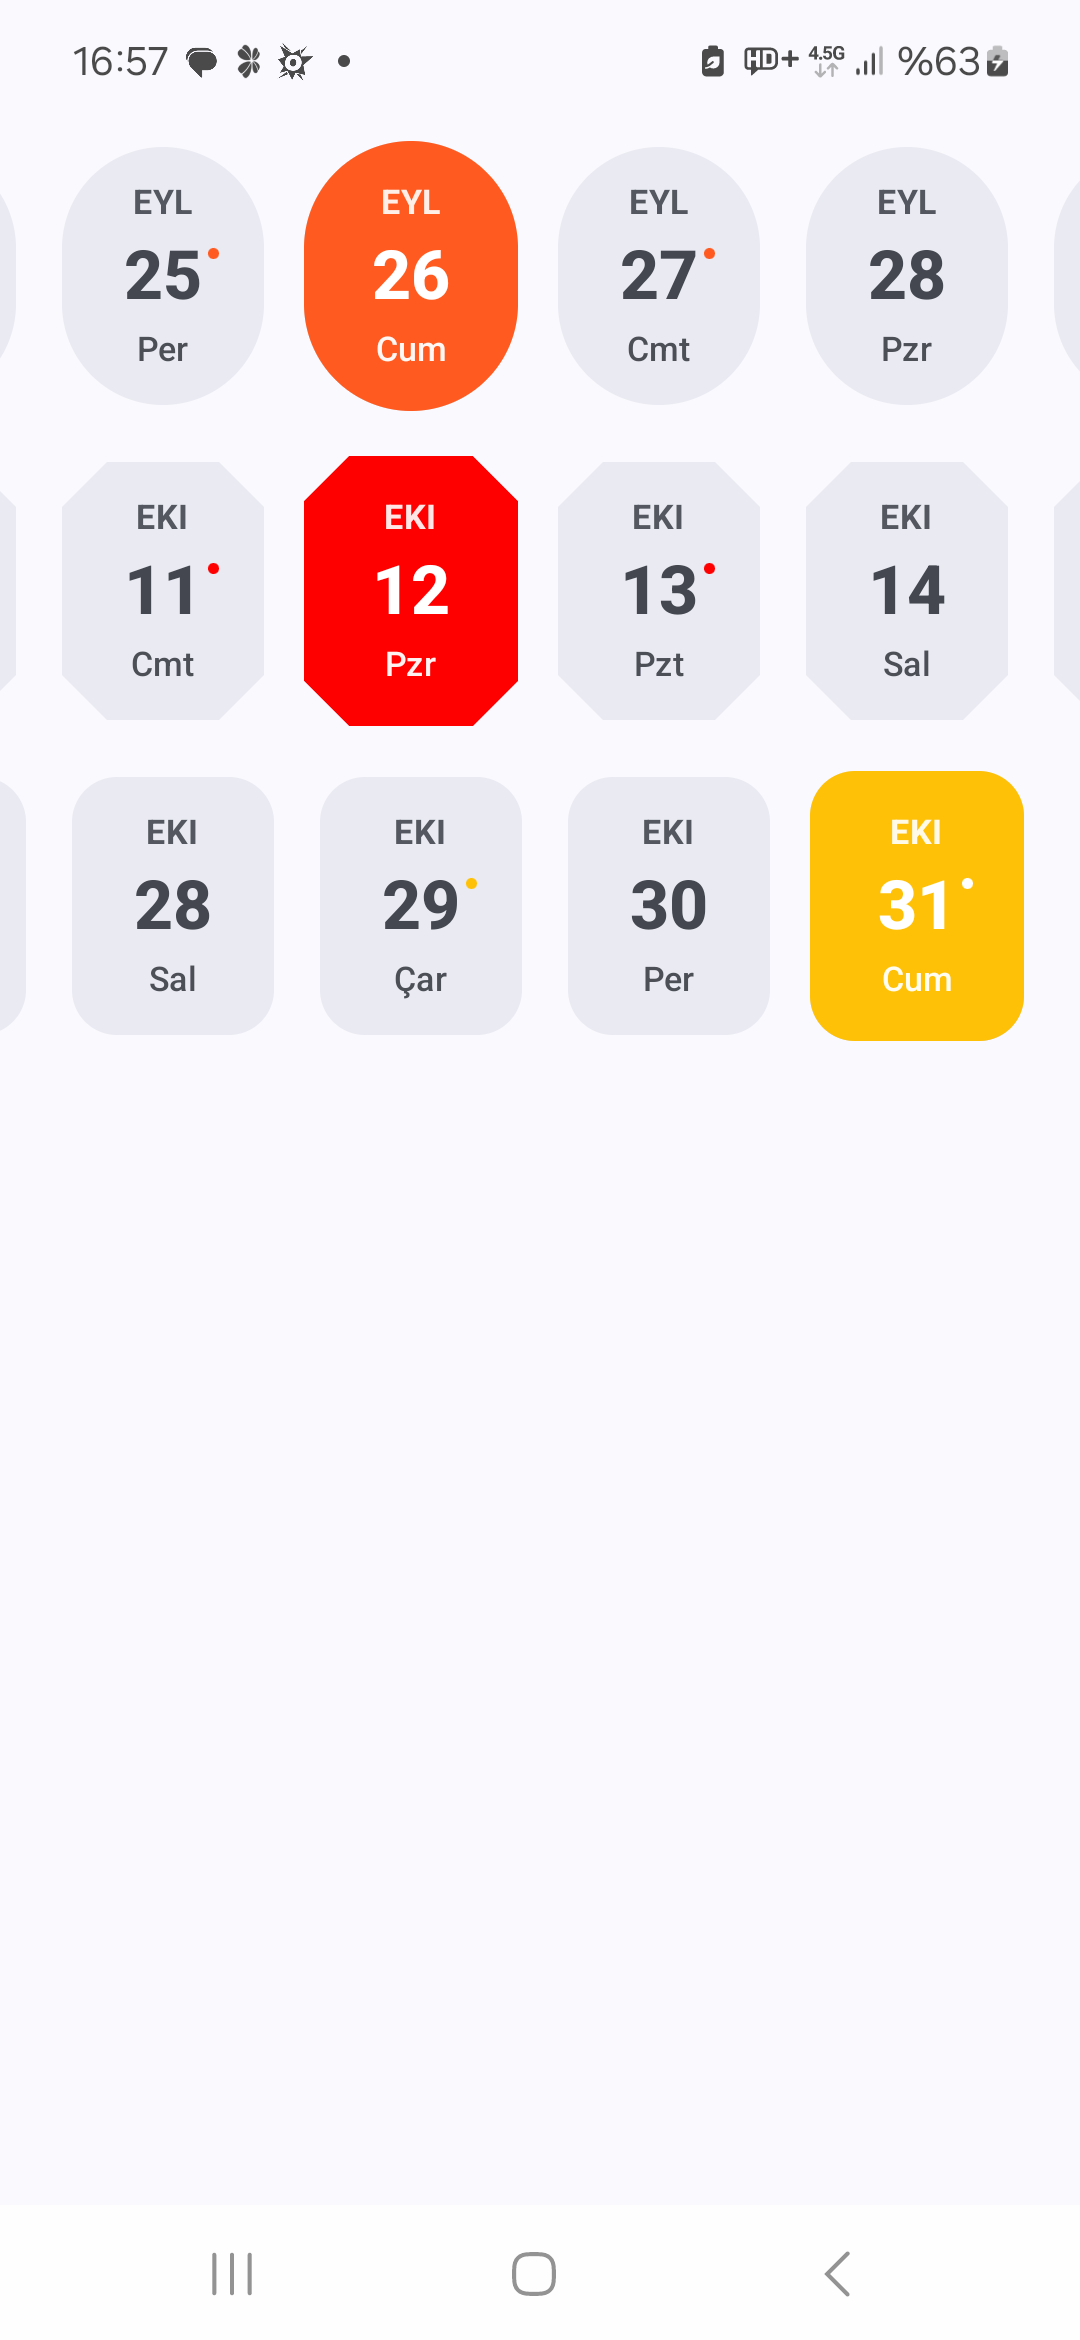 16:57 HD+ 4.5G %63
EYL EYL EYL EYL
25 26 27 28
Per Cum Cmt Pzr
EKI EKI EKI EKI
11 12 13 14
Cmt Pzr Pzt Sal
EKI EKI EKI EKI
28 29 30 31
Sal Çar Per Cum